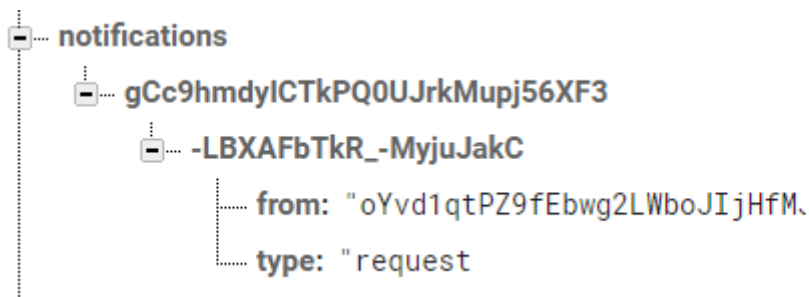 notifications
gCc9hmdyICTkPQ0UJrkMupj56XF3
-LBXAFbTkR_-MyjuJakC
from: "oYvd1qtPZ9fEbwg2LWboJIjHfM
type: "request